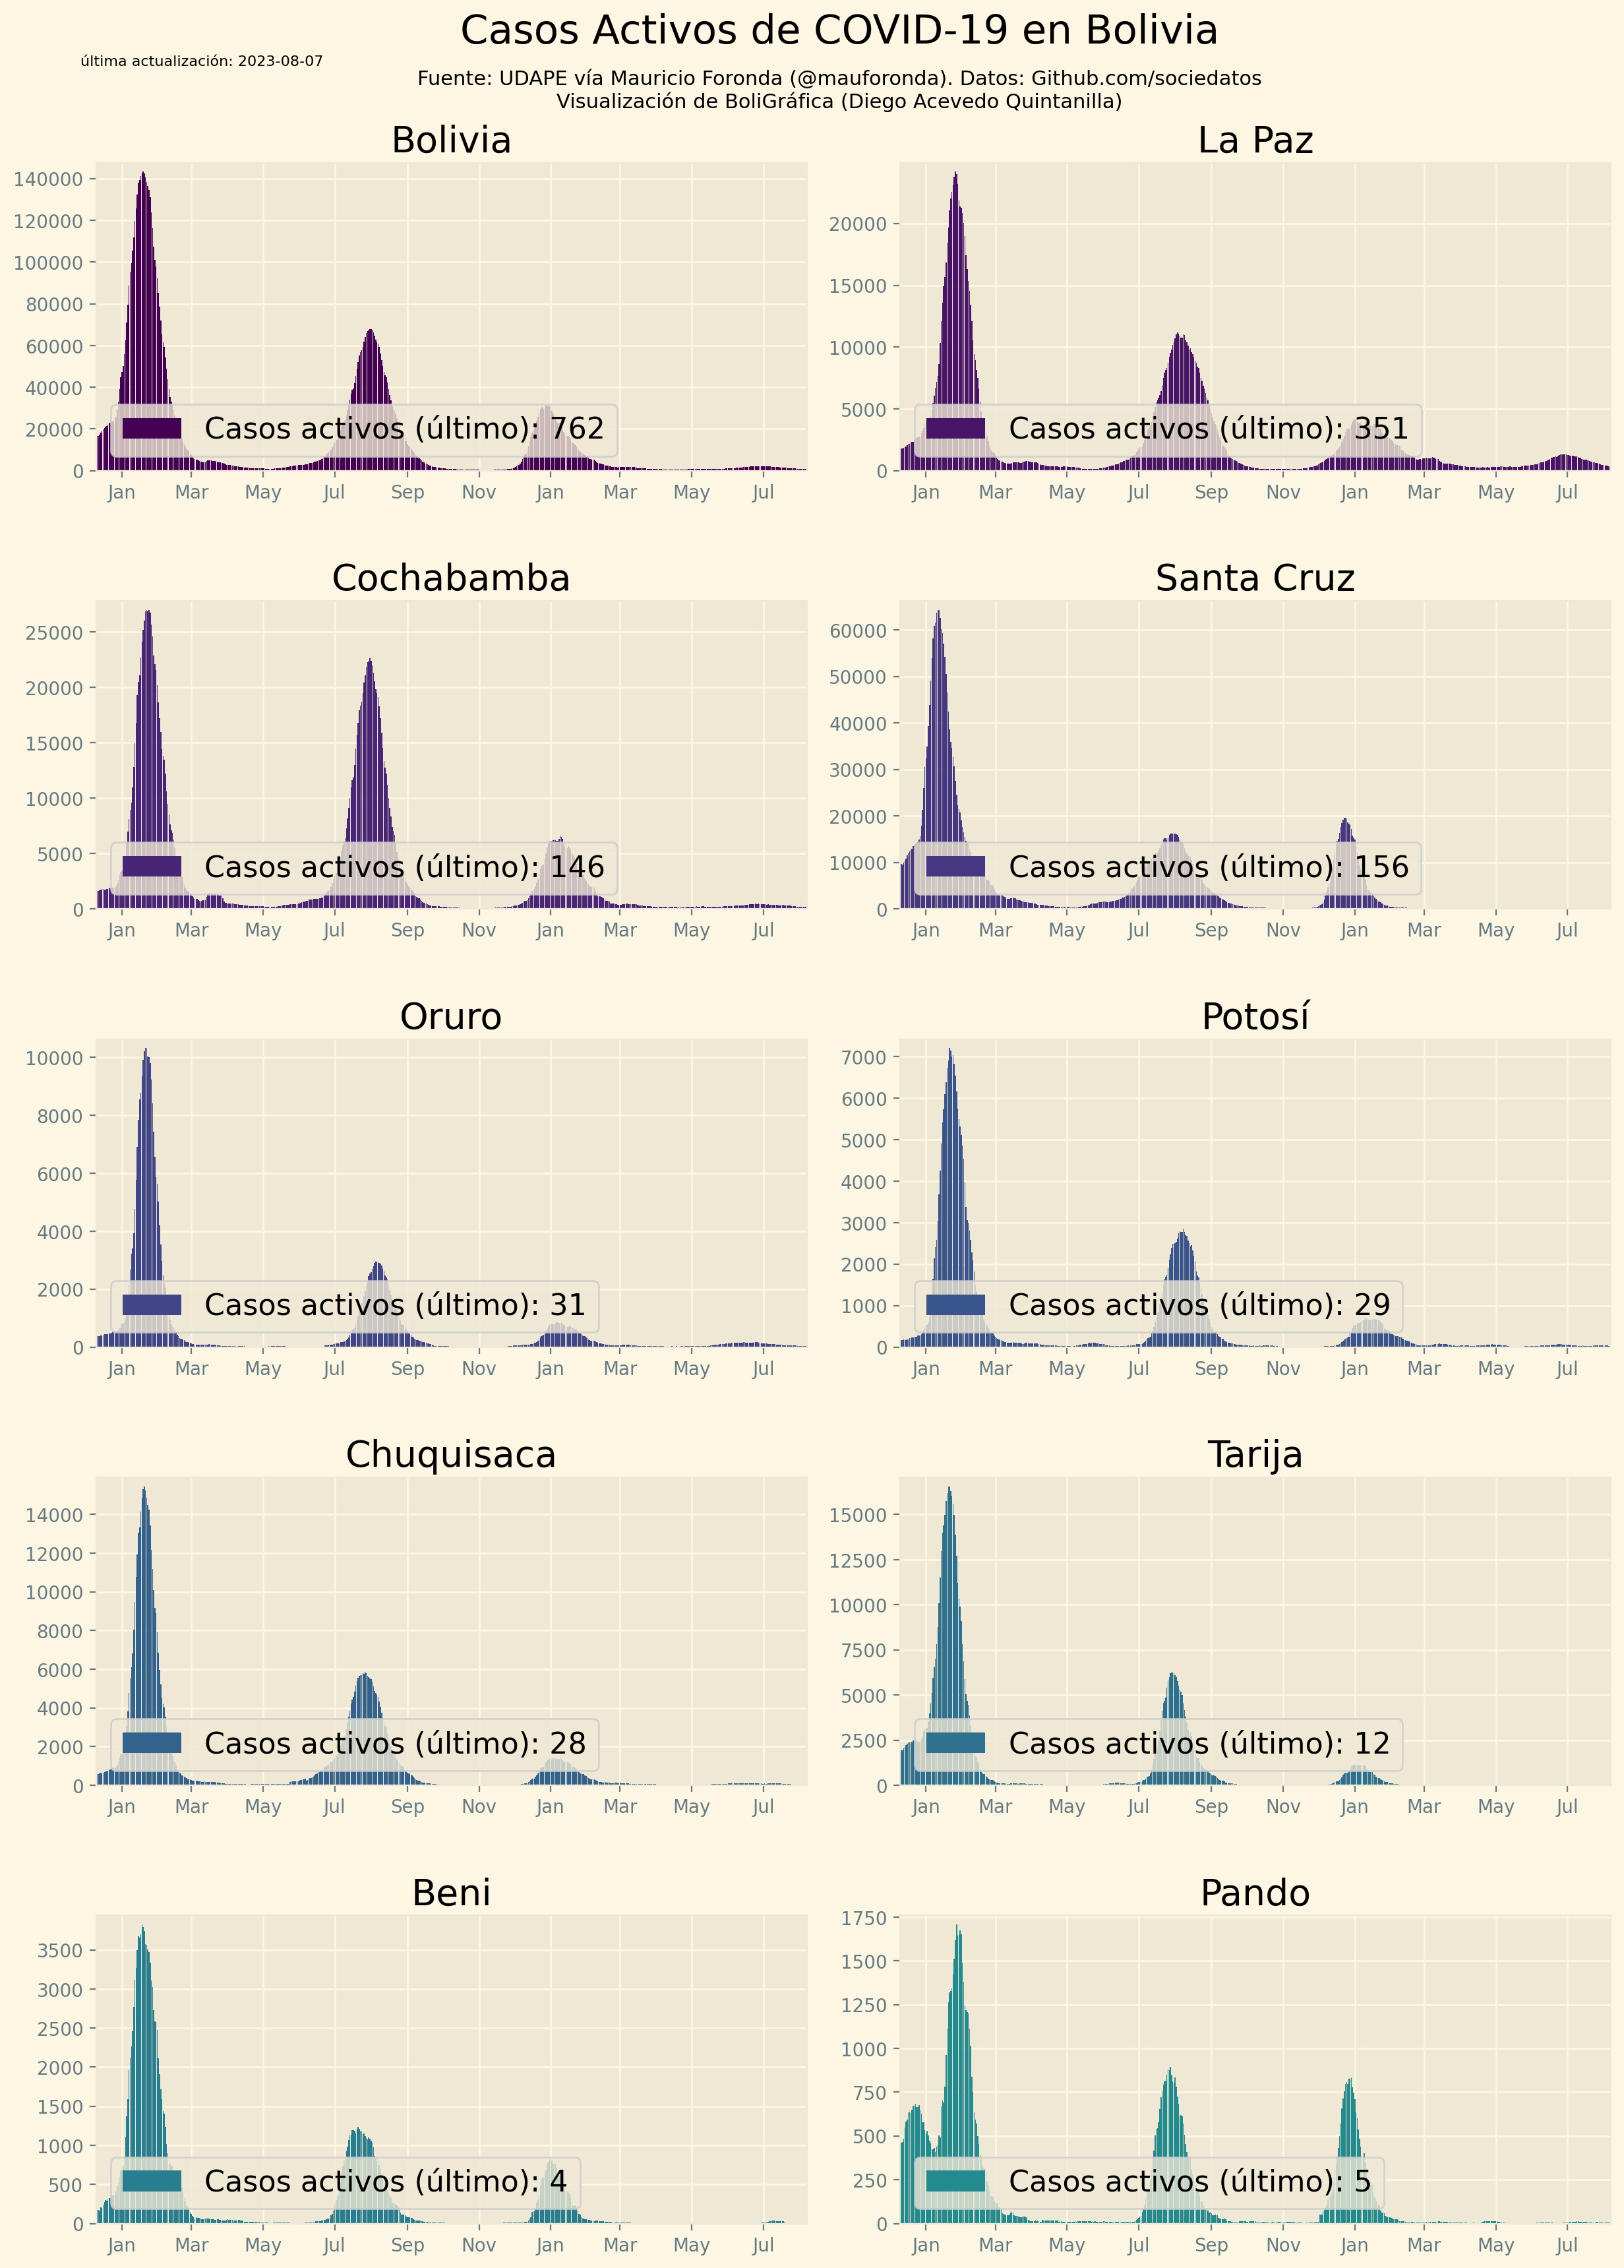 Casos Activos de COVID-19 en Bolivia
última actualización: 2023-08-07
Fuente: UDAPE vía Mauricio Foronda (@mauforonda). Datos: Github.com/sociedatos
Visualización de BoliGráfica (Diego Acevedo Quintanilla)
Bolivia
140000
120000
100000
80000
60000
40000
20000
0
Casos activos (último): 762
Jan Mar May Jul Sep Nov Jan Mar May Jul
La Paz
20000
15000
10000
5000
0
Casos activos (último): 351
Jan Mar May Jul Sep Nov Jan Mar May Jul
Cochabamba
25000
20000
15000
10000
5000
0
Casos activos (último): 146
Jan Mar May Jul Sep Nov Jan Mar May Jul
Santa Cruz
60000
50000
40000
30000
20000
10000
0
Casos activos (último): 156
Jan Mar May Jul Sep Nov Jan Mar May Jul
Oruro
10000
8000
6000
4000
2000
0
Casos activos (último): 31
Jan Mar May Jul Sep Nov Jan Mar May Jul
Potosí
7000
6000
5000
4000
3000
2000
1000
0
Casos activos (último): 29
Jan Mar May Jul Sep Nov Jan Mar May Jul
Chuquisaca
14000
12000
10000
8000
6000
4000
2000
0
Casos activos (último): 28
Jan Mar May Jul Sep Nov Jan Mar May Jul
Tarija
15000
12500
10000
7500
5000
2500
0
Casos activos (último): 12
Jan Mar May Jul Sep Nov Jan Mar May Jul
Beni
3500
3000
2500
2000
1500
1000
500
0
Casos activos (último): 4
Jan Mar May Jul Sep Nov Jan Mar May Jul
Pando
1750
1500
1250
1000
750
500
250
0
Casos activos (último): 5
Jan Mar May Jul Sep Nov Jan Mar May Jul